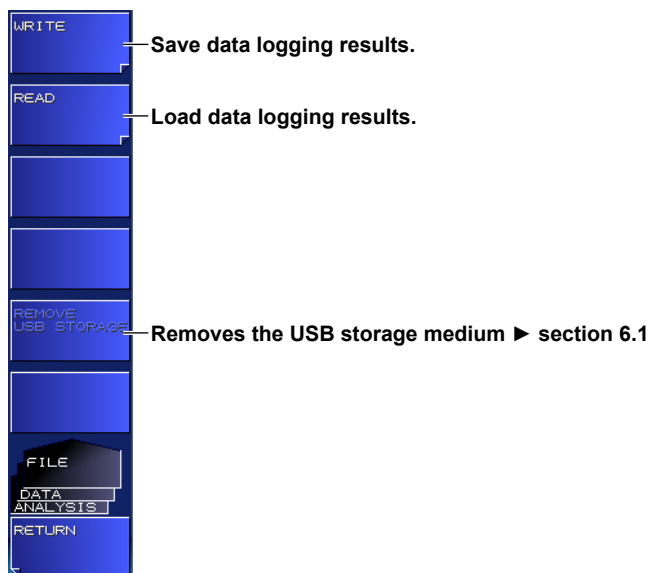 WRITE
Save data logging results.
READ
Load data logging results.
REMOVE
USB STORAGE
Removes the USB storage medium ► section 6.1
FILE
DATA
ANALYSIS
RETURN